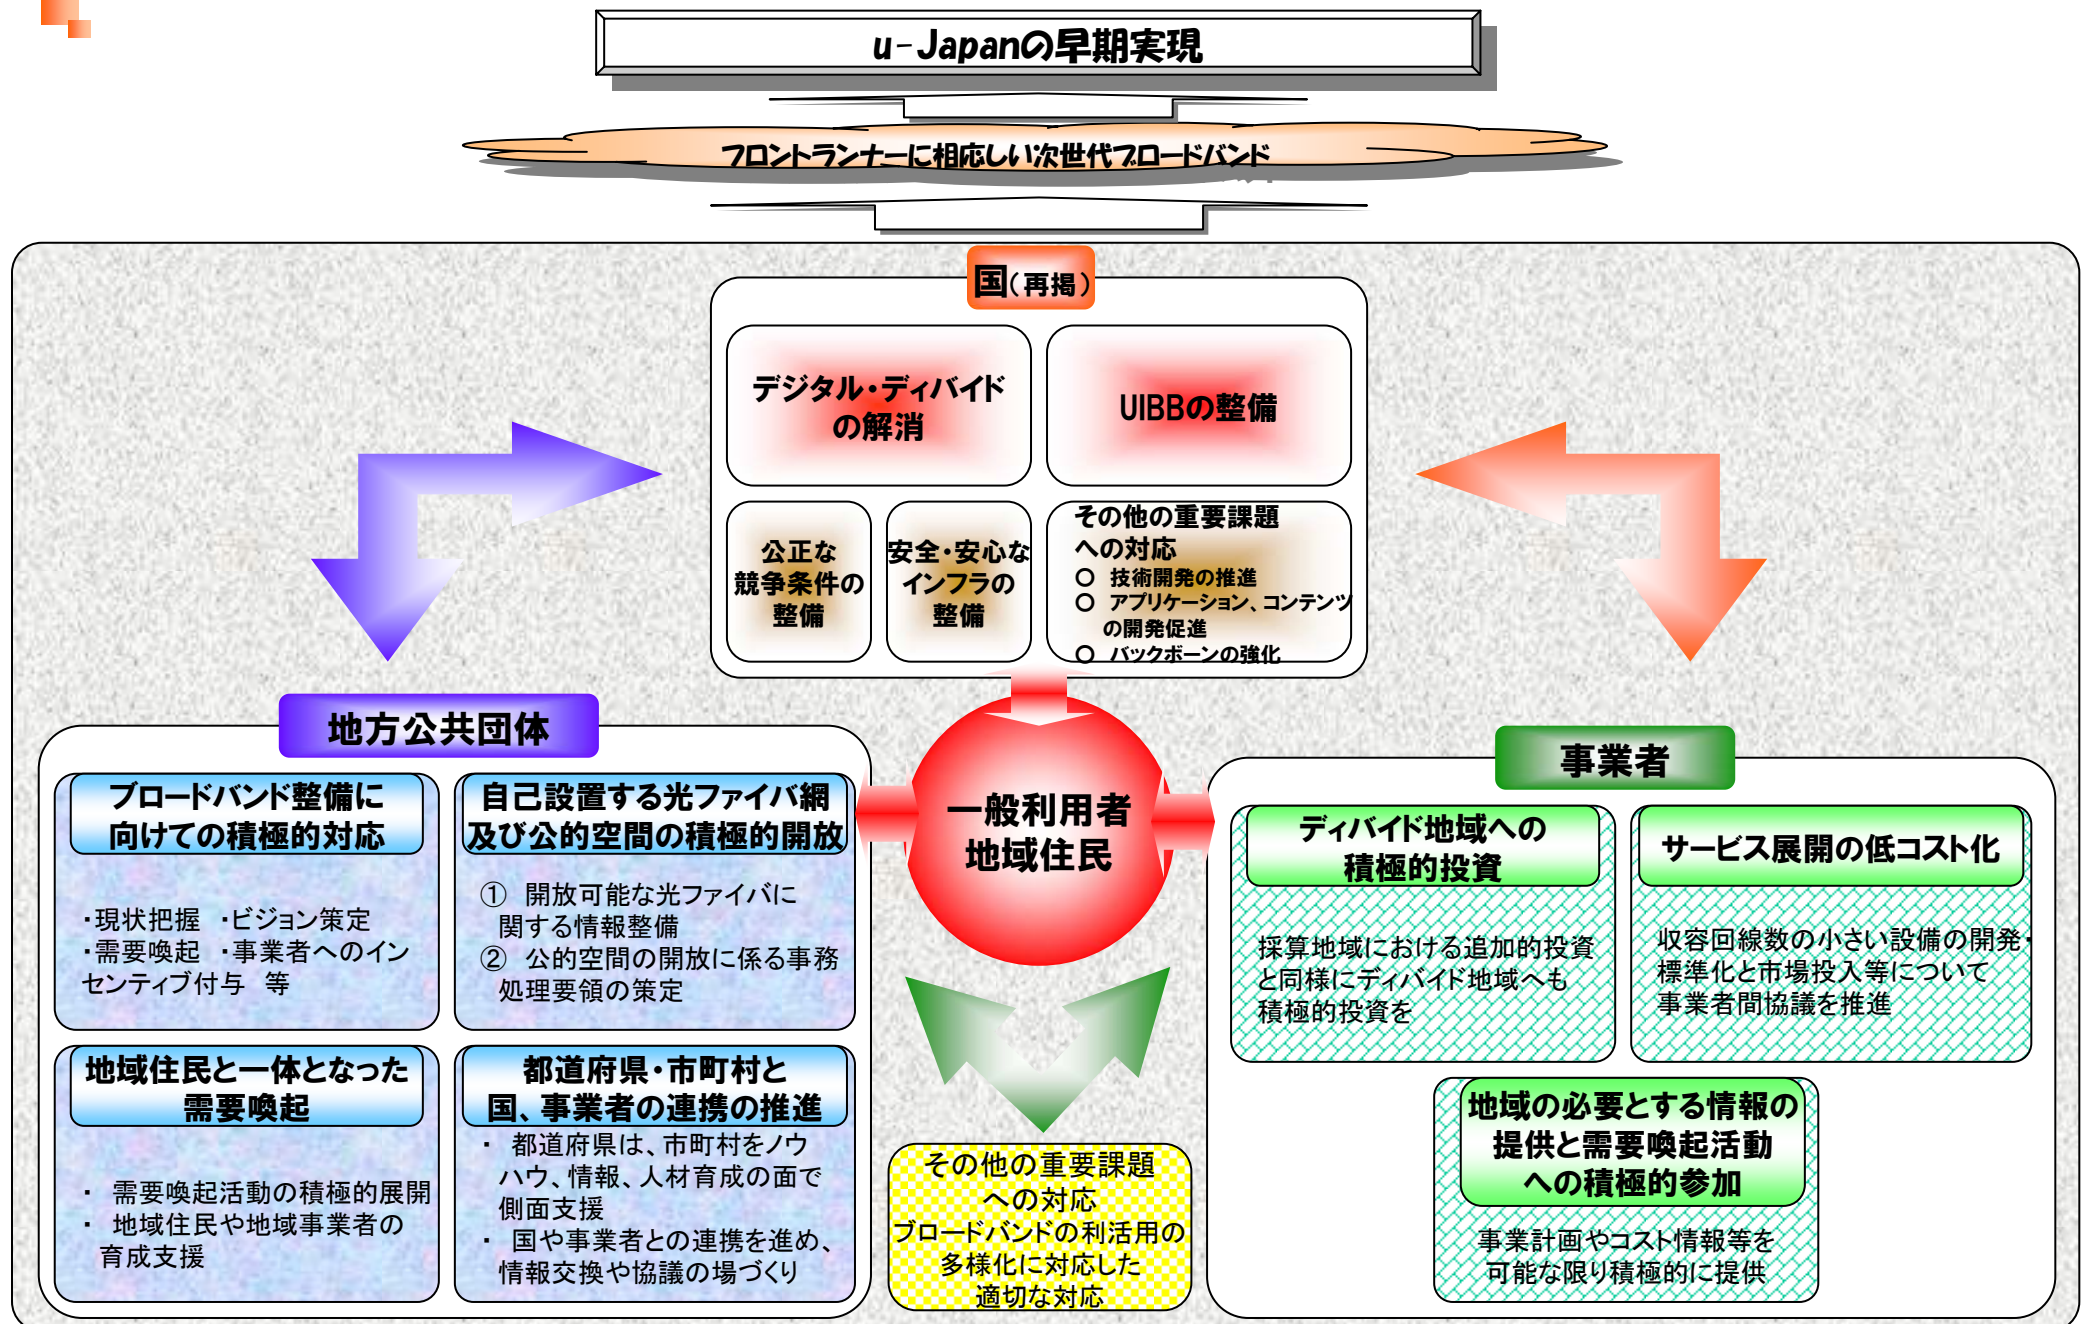 u-Japanの早期実現
フロントランナーに相応しい次世代ブロードバンド
国（再掲）
デジタル・ディバイド
の解消
UIBBの整備
公正な
競争条件の
整備
安全・安心な
インフラの
整備
その他の重要課題
への対応
○ 技術開発の推進
○ アプリケーション、コンテンツ
の開発促進
○ バックボーンの強化
地方公共団体
ブロードバンド整備に
向けての積極的対応
・現状把握 ・ビジョン策定
・需要喚起 ・事業者へのイン
センティブ付与 等
自己設置する光ファイバ網
及び公的空間の積極的開放
① 開放可能な光ファイバに
関する情報整備
② 公的空間の開放に係る事務
処理要領の策定
地域住民と一体となった
需要喚起
・ 需要喚起活動の積極的展開
・ 地域住民や地域事業者の
育成支援
都道府県・市町村と
国、事業者の連携の推進
・ 都道府県は、市町村をノウ
ハウ、情報、人材育成の面で
側面支援
・ 国や事業者との連携を進め、
情報交換や協議の場づくり
一般利用者
地域住民
その他の重要課題
への対応
ブロードバンドの利活用の
多様化に対応した
適切な対応
事業者
ディバイド地域への
積極的投資
採算地域における追加的投資
と同様にディバイド地域へも
積極的投資を
サービス展開の低コスト化
収容回線数の小さい設備の開発・
標準化と市場投入等について
事業者間協議を推進
地域の必要とする情報の
提供と需要喚起活動
への積極的参加
事業計画やコスト情報等を
可能な限り積極的に提供